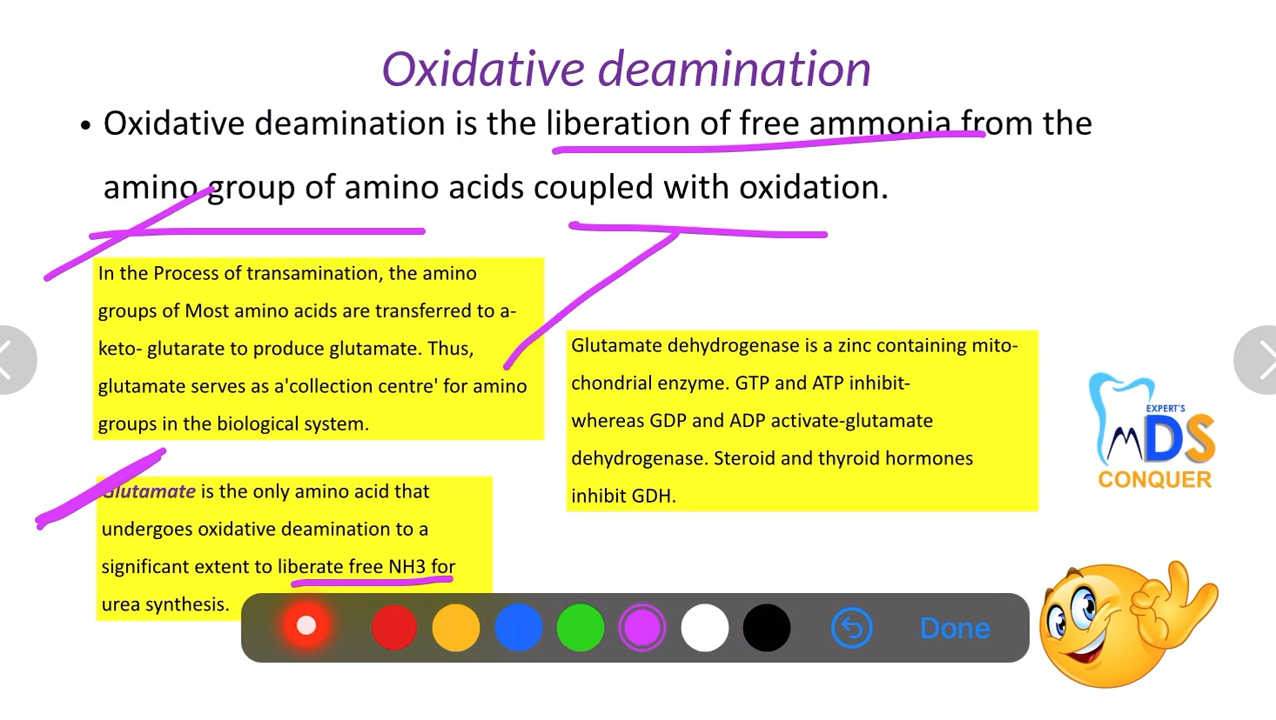 Oxidative deamination
• Oxidative deamination is the liberation of free ammonia from the
amino group of amino acids coupled with oxidation.
In the Process of transamination, the amino
groups of Most amino acids are transferred to a-
keto- glutarate to produce glutamate. Thus,
glutamate serves as a'collection centre' for amino
groups in the biological system.
Glutamate dehydrogenase is a zinc containing mito-
chondrial enzyme. GTP and ATP inhibit-
whereas GDP and ADP activate-glutamate
dehydrogenase. Steroid and thyroid hormones
inhibit GDH.
Glutamate is the only amino acid that
undergoes oxidative deamination to a
significant extent to liberate free NH3 for
urea synthesis.
EXPERT'S
MDS
CONQUER
Done